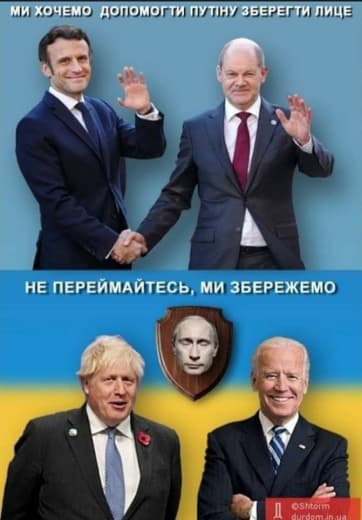 МИ ХОЧЕМО ДОПОМОГТИ ПУТІНУ ЗБЕРЕГТИ ЛИЦЕ
НЕ ПЕРЕЙМАЙТЕСЬ, МИ ЗБЕРЕЖЕМО
©Shtorm
durdom.in.ua